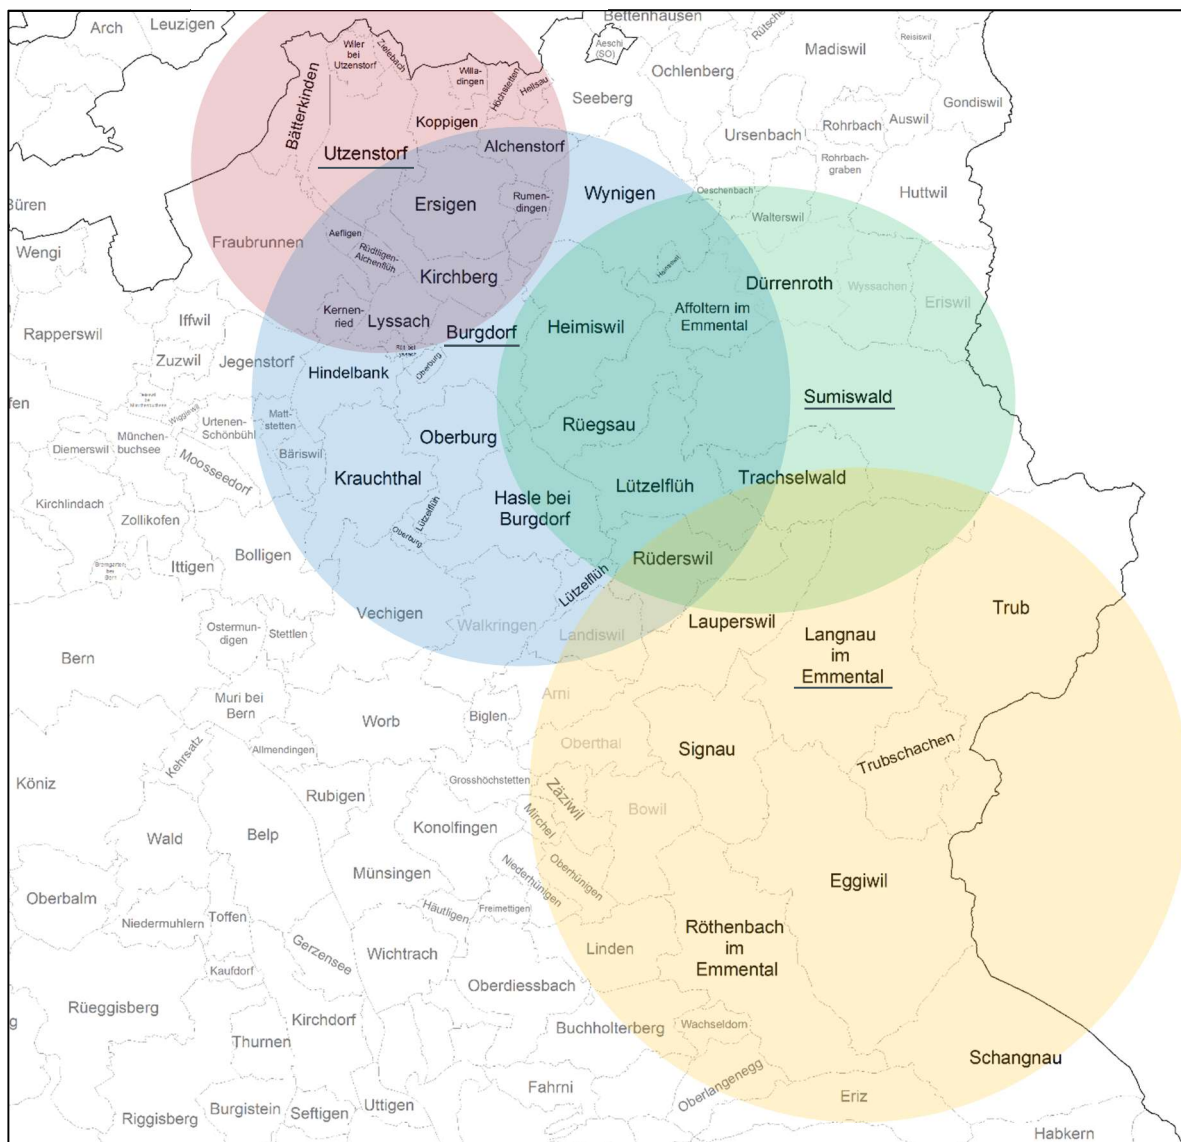 Arch
Leuzigen
Bettenhausen
Aeschi
(SO)
Madiswil
Reisiswil
Ochlenberg
Wiler
bei
Utzenstorf
Zielebach
Willa-
dingen
Höchstetten
Hellsau
Seeberg
Gondiswil
Bätterkinden
Koppigen
Ursenbach
Rohrbach
Auswil
Utzenstorf
Alchenstorf
Rohrbach-
graben
Büren
Ersigen
Rumen-
dingen
Wynigen
Oeschenbach
Huttwil
Walterswil
Wengi
Fraubrunnen
Aefligen
Rüdtligen-
Alchenflüh
Kirchberg
Dürrenroth
Wyssachen
Eriswil
Rapperswil
Iffwil
Kernen-
ried
Lyssach
Burgdorf
Heimiswil
Affoltern im
Emmental
Zuzwil
Jegenstorf
Hindelbank
Oberburg
Sumiswald
fen
Wiggiswil
Urtenen-
Schönbühl
Matt-
stetten
Diemerswil
München-
buchsee
Moosseedorf
Bäriswil
Oberburg
Rüegsau
Krauchthal
Trachselwald
Kirchlindach
Zollikofen
Lützelflüh
Hasle bei
Burgdorf
Lützelflüh
Oberburg
Bolligen
Ittigen
Bremgarten
bei
Bern
Rüderswil
Lützelflüh
Vechigen
Walkringen
Landiswil
Lauperswil
Trub
Ostermun-
digen
Stettlen
Bern
Langnau
im
Emmental
Muri bei
Bern
Arni
Worb
Biglen
Kehrsatz
Allmendingen
Oberthal
Signau
Trubschachen
Köniz
Rubigen
Grosshöchstetten
Zäziwil
Bowil
Wald
Belp
Konolfingen
Mirchel
Münsingen
Niederhünigen
Oberhünigen
Eggiwil
Oberbalm
Niedermuhlern
Toffen
Häutligen
Freimettigen
Röthenbach
im
Emmental
Gerzensee
Wichtrach
Linden
Kaufdorf
Oberdiessbach
Rüeggisberg
g
Kirchdorf
Thurnen
Buchholterberg
Wachseldorn
Schangnau
Fahrni
Oberlangenegg
Eriz
Riggisberg
Burgistein
Seftigen
Uttigen
Habkern